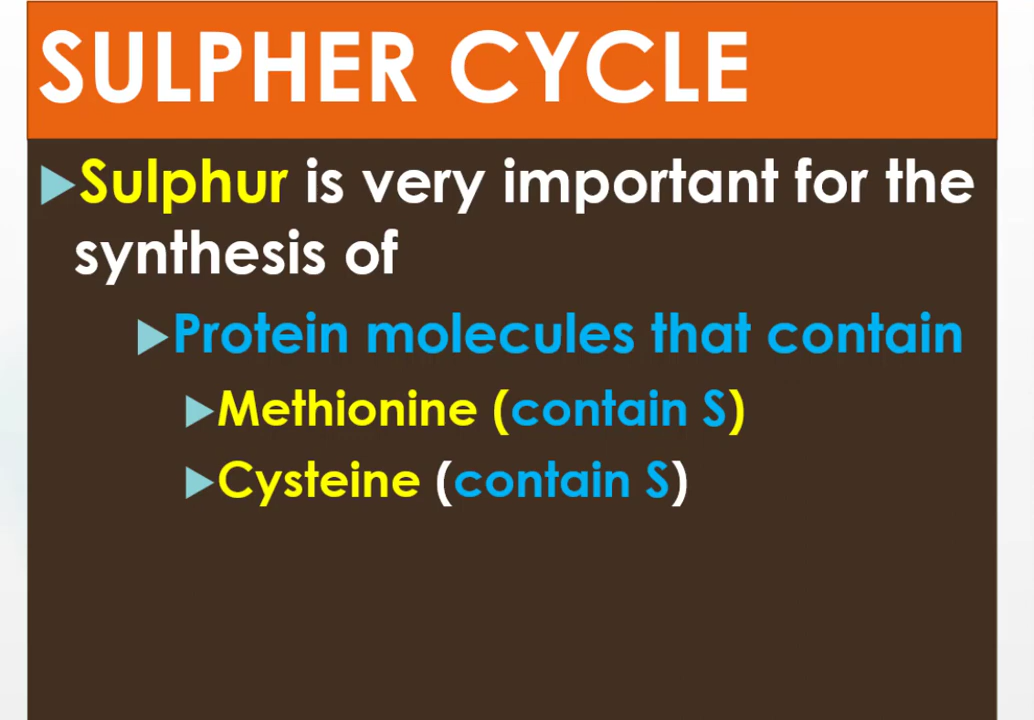 SULPHER CYCLE
Sulphur is very important for the
synthesis of
Protein molecules that contain
Methionine (contain S)
Cysteine (contain S)